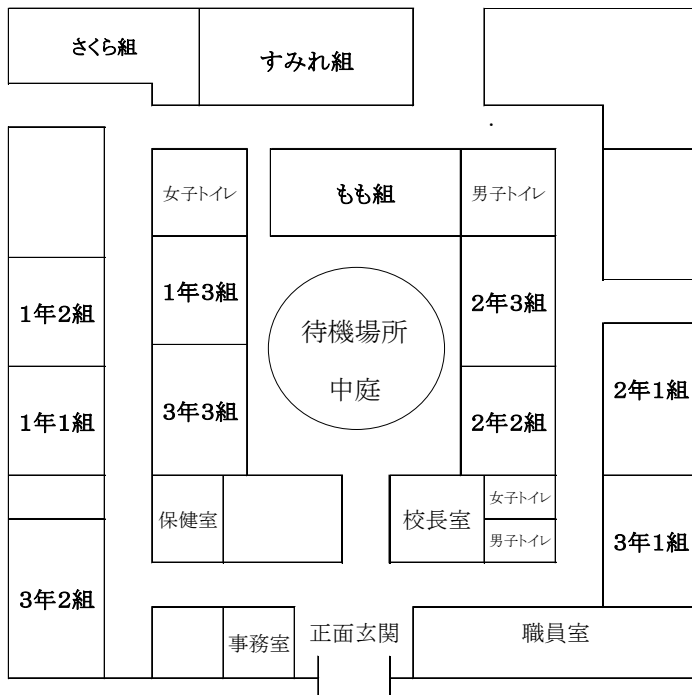 さくら組
すみれ組
女子トイレ
もも組
男子トイレ
1年2組
1年3組
待機場所
中庭
2年3組
1年1組
3年3組
2年2組
2年1組
保健室
校長室
女子トイレ
男子トイレ
3年1組
3年2組
事務室
正面玄関
職員室